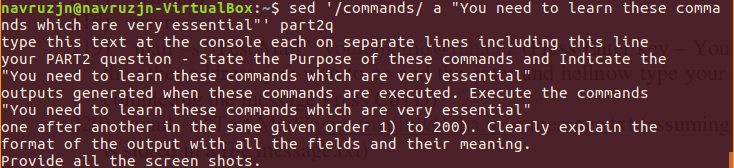 navruzjn@navruzjn-VirtualBox:~$ sed '/commands/ a "You need to learn these comma
nds which are very essential"' part2q
type this text at the console each on separate lines including this line
your PART2 question - State the Purpose of these commands and Indicate the
"You need to learn these commands which are very essential"
outputs generated when these commands are executed. Execute the commands
"You need to learn these commands which are very essential"
one after another in the same given order 1) to 200). Clearly explain the
format of the output with all the fields and their meaning.
Provide all the screen shots.